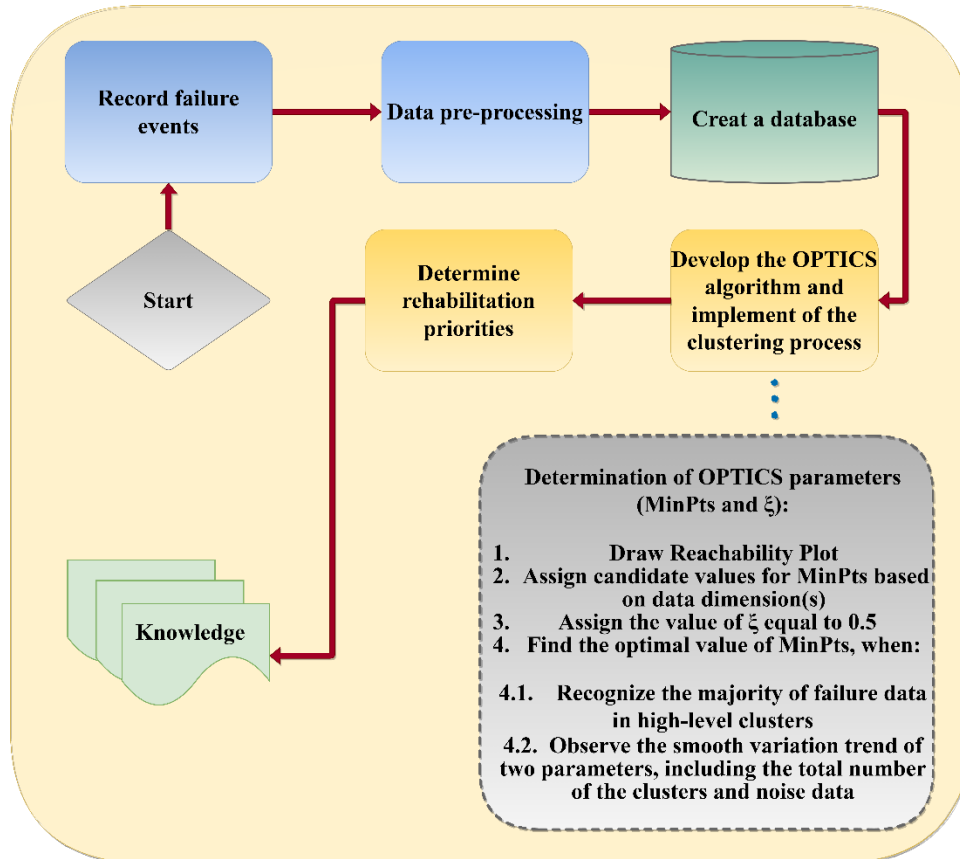 Record failure
events
Data pre-processing
Creat a database
Start
Determine
rehabilitation
priorities
Develop the OPTICS
algorithm and
implement of the
clustering process
Determination of OPTICS parameters
(MinPts and ξ):
1. Draw Reachability Plot
2. Assign candidate values for MinPts based
on data dimension(s)
3. Assign the value of ξ equal to 0.5
4. Find the optimal value of MinPts, when:
4.1. Recognize the majority of failure data
in high-level clusters
4.2. Observe the smooth variation trend of
two parameters, including the total number
of the clusters and noise data
Knowledge